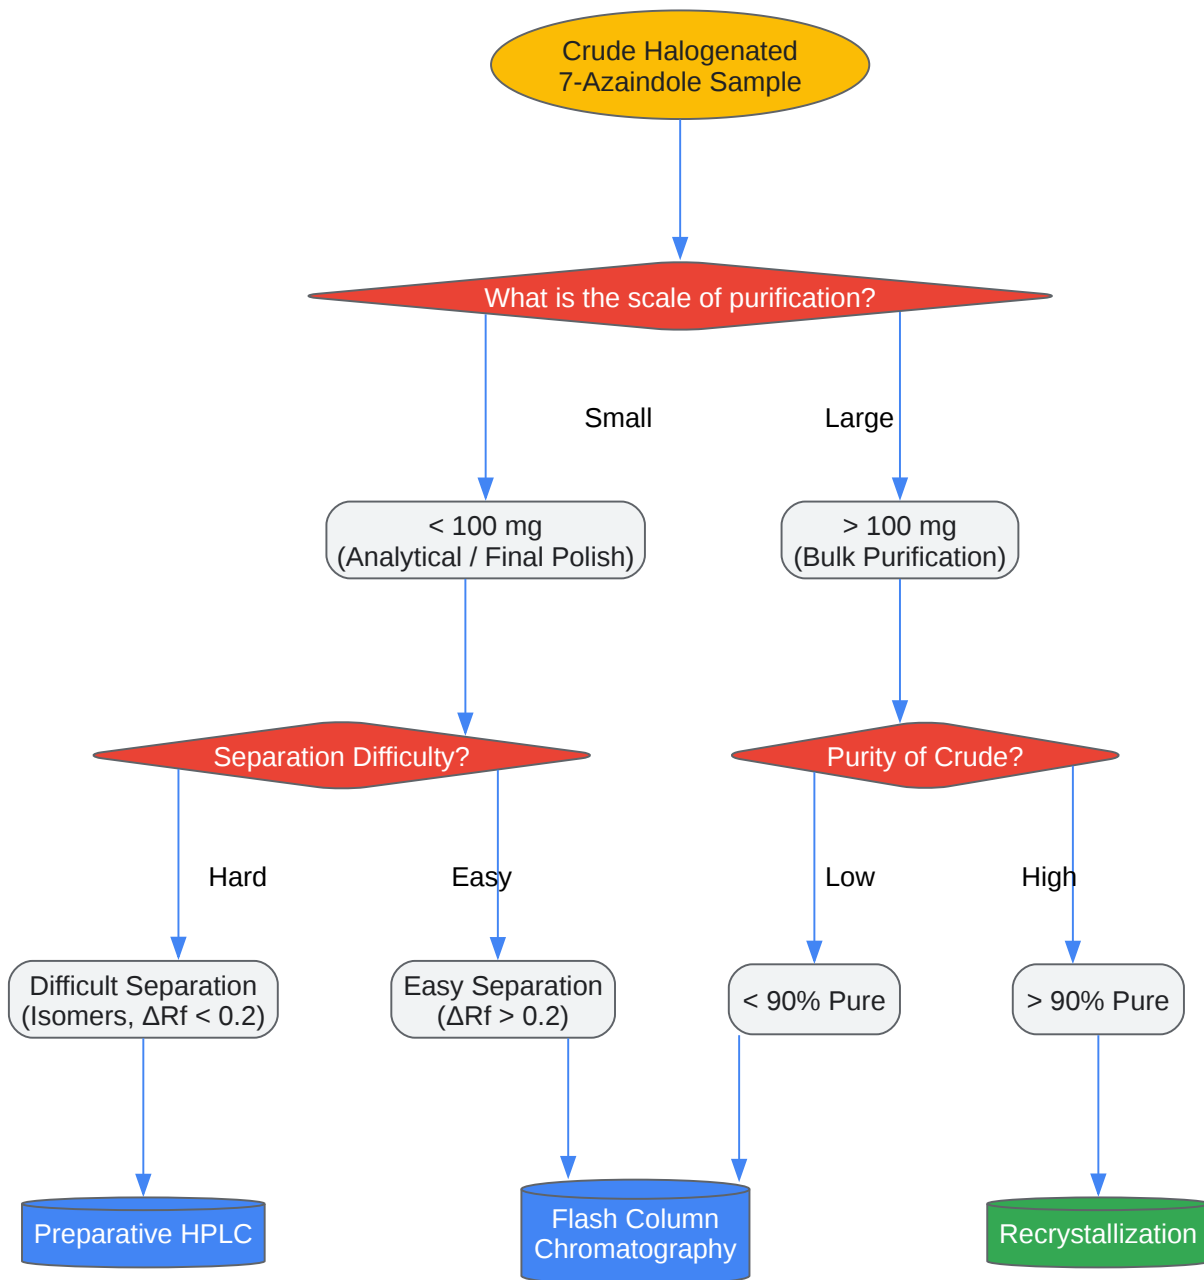 Crude Halogenated
7-Azaindole Sample
What is the scale of purification?
Small
Large
< 100 mg
(Analytical / Final Polish)
> 100 mg
(Bulk Purification)
Separation Difficulty?
Purity of Crude?
Hard
Easy
Low
High
Difficult Separation
(Isomers, ΔRf < 0.2)
Easy Separation
(ΔRf > 0.2)
< 90% Pure
> 90% Pure
Preparative HPLC
Flash Column
Chromatography
Recrystallization